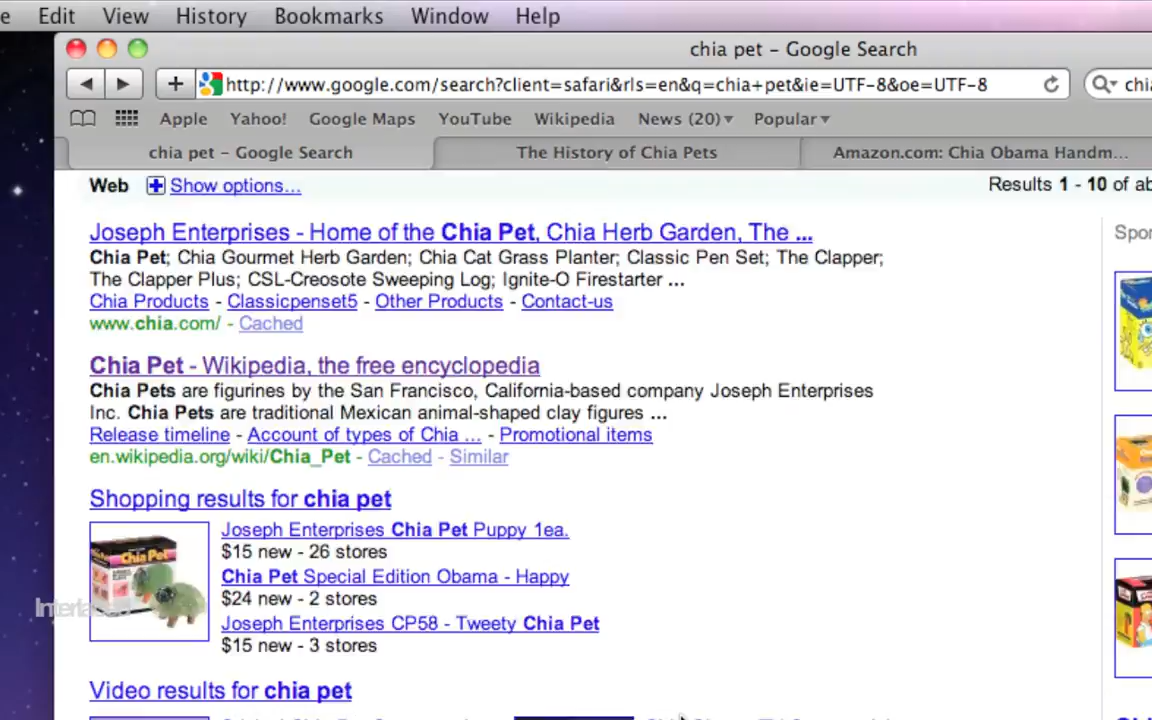 Edit View History Bookmarks Window Help
chia pet – Google Search
http://www.google.com/search?client=safari&rls=en&q=chia+pet&ie=UTF-8&oe=UTF-8
Apple Yahoo! Google Maps YouTube Wikipedia News (20)▾ Popular▾
chia pet – Google Search The History of Chia Pets Amazon.com: Chia Obama Handm...
Web Show options... Results 1 - 10 of
Joseph Enterprises - Home of the Chia Pet, Chia Herb Garden, The ...
Chia Pet; Chia Gourmet Herb Garden; Chia Cat Grass Planter; Classic Pen Set; The Clapper;
The Clapper Plus; CSL-Creosote Sweeping Log; Ignite-O Firestarter ...
Chia Products - Classicpenset5 - Other Products - Contact-us
www.chia.com/ - Cached
Chia Pet - Wikipedia, the free encyclopedia
Chia Pets are figurines by the San Francisco, California-based company Joseph Enterprises
Inc. Chia Pets are traditional Mexican animal-shaped clay figures ...
Release timeline - Account of types of Chia ... - Promotional items
en.wikipedia.org/wiki/Chia_Pet - Cached - Similar
Shopping results for chia pet
Chia Pet
Joseph Enterprises Chia Pet Puppy 1ea.
$15 new - 26 stores
Chia Pet Special Edition Obama - Happy
$24 new - 2 stores
Joseph Enterprises CP58 - Tweety Chia Pet
$15 new - 3 stores
Video results for chia pet